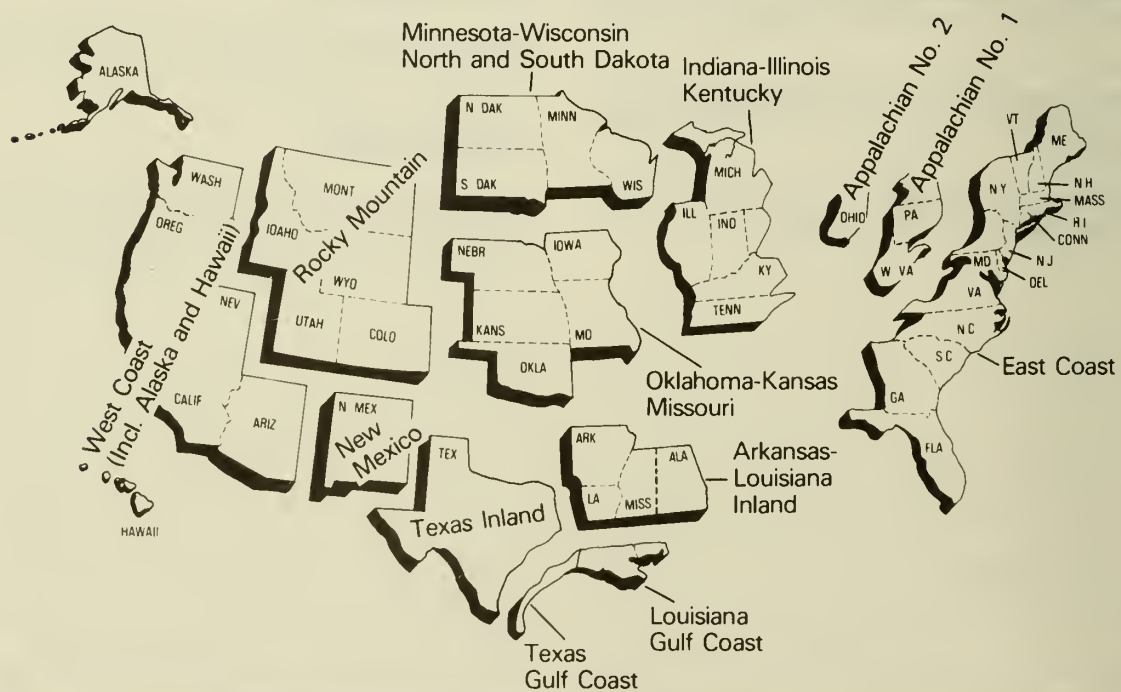 Minnesota-Wisconsin
North and South Dakota
Indiana-Illinois
Kentucky
Appalachian No. 2
Appalachian No. 1
ALASKA
WASH
OREG
NEV
CALIF
ARIZ
West Coast
(Incl. Alaska and Hawaii)
HAWAII
MONT
IDAHO
WYO
UTAH
COLO
Rocky Mountain
N DAK
MINN
S DAK
WIS
MICH
ILL
IND
KY
TENN
OHIO
PA
W VA
VT
ME
NY
N H
MASS
R I
CONN
N J
MD
DEL
VA
N C
S C
GA
FLA
East Coast
NEBR
IOWA
KANS
MO
OKLA
Oklahoma-Kansas
Missouri
N MEX
New
Mexico
TEX
Texas Inland
ARK
ALA
LA
MISS
Arkansas-
Louisiana
Inland
Louisiana
Gulf Coast
Texas
Gulf Coast